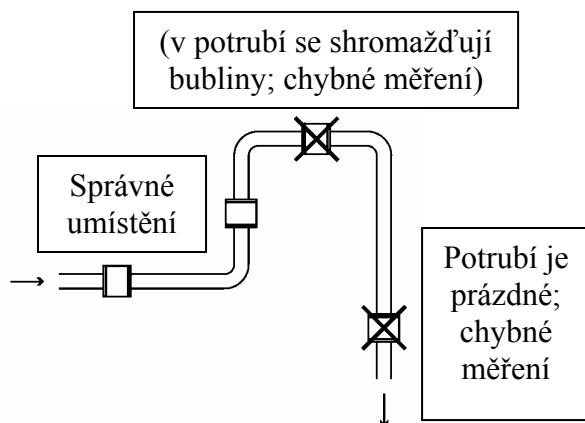 (v potrubí se shromažďují
bubliny; chybné měření)
Správné
umístění
Potrubí je
prázdné;
chybné
měření